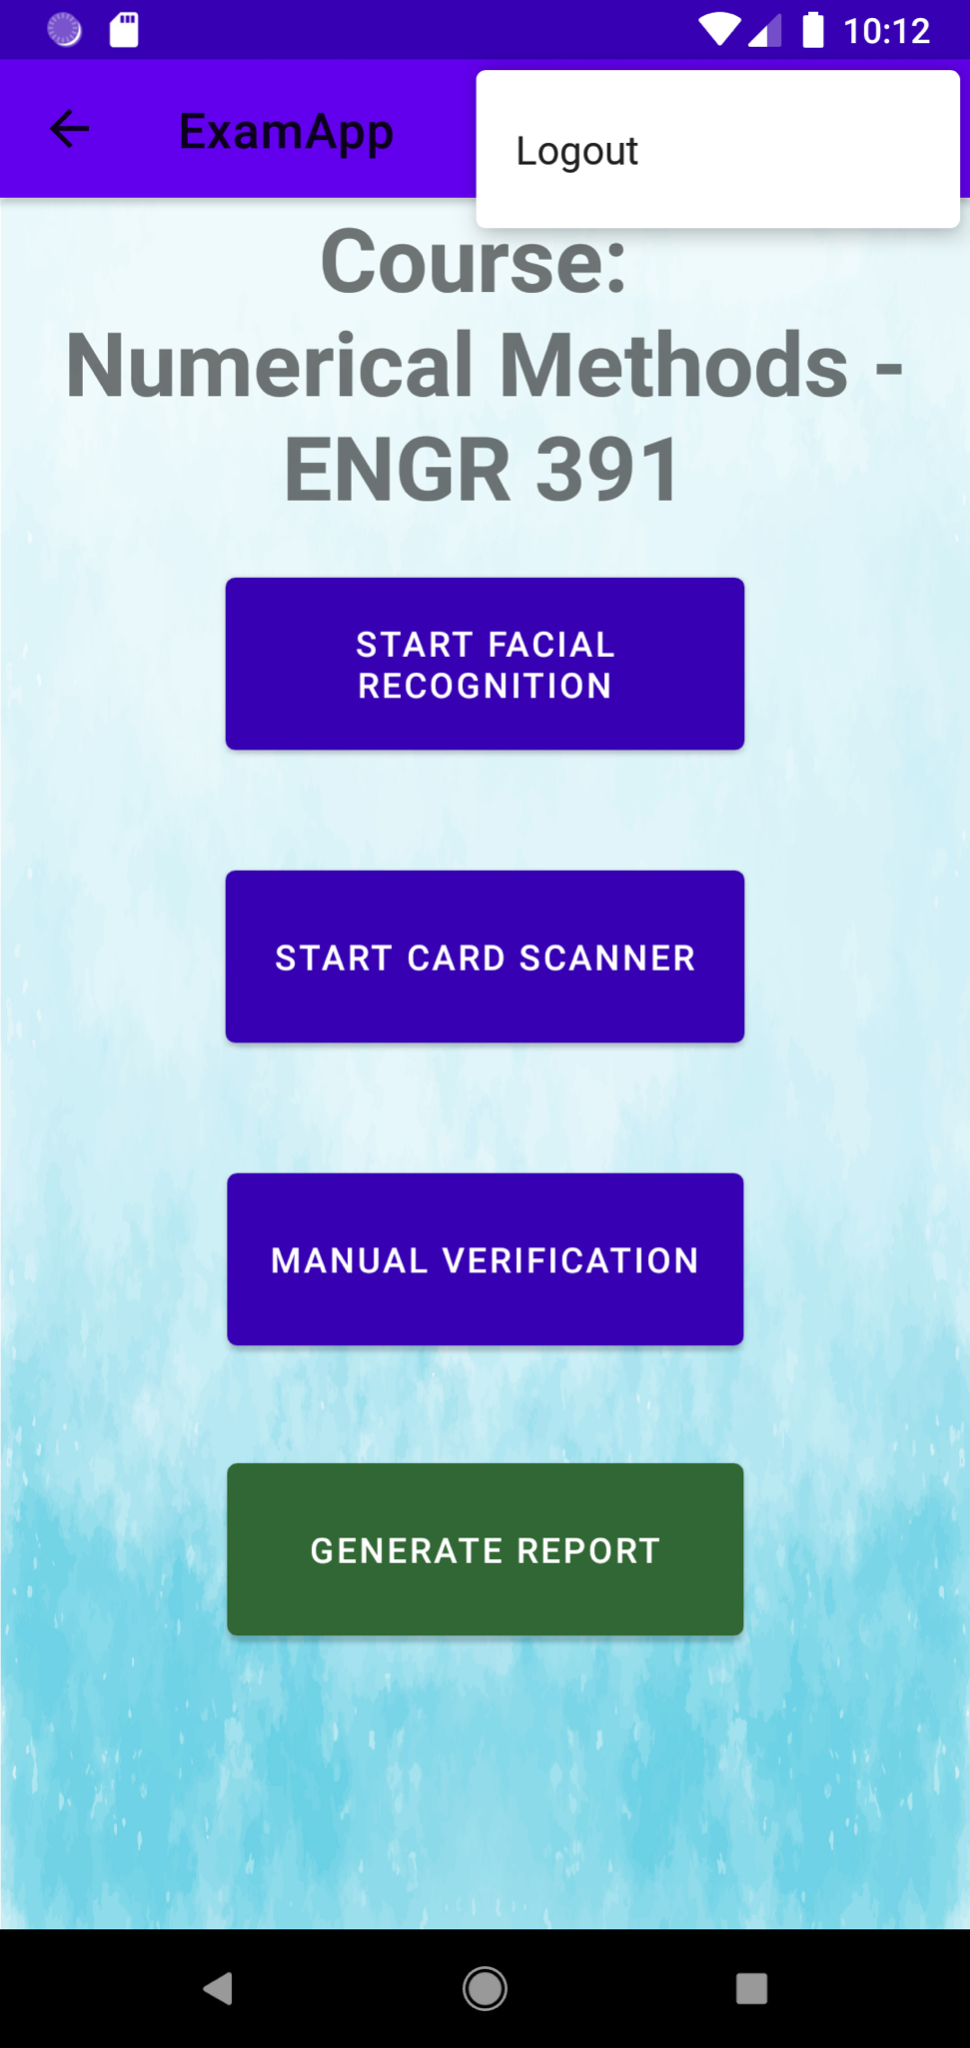 10:12
ExamApp
Logout
Course:
Numerical Methods -
ENGR 391
START FACIAL
RECOGNITION
START CARD SCANNER
MANUAL VERIFICATION
GENERATE REPORT